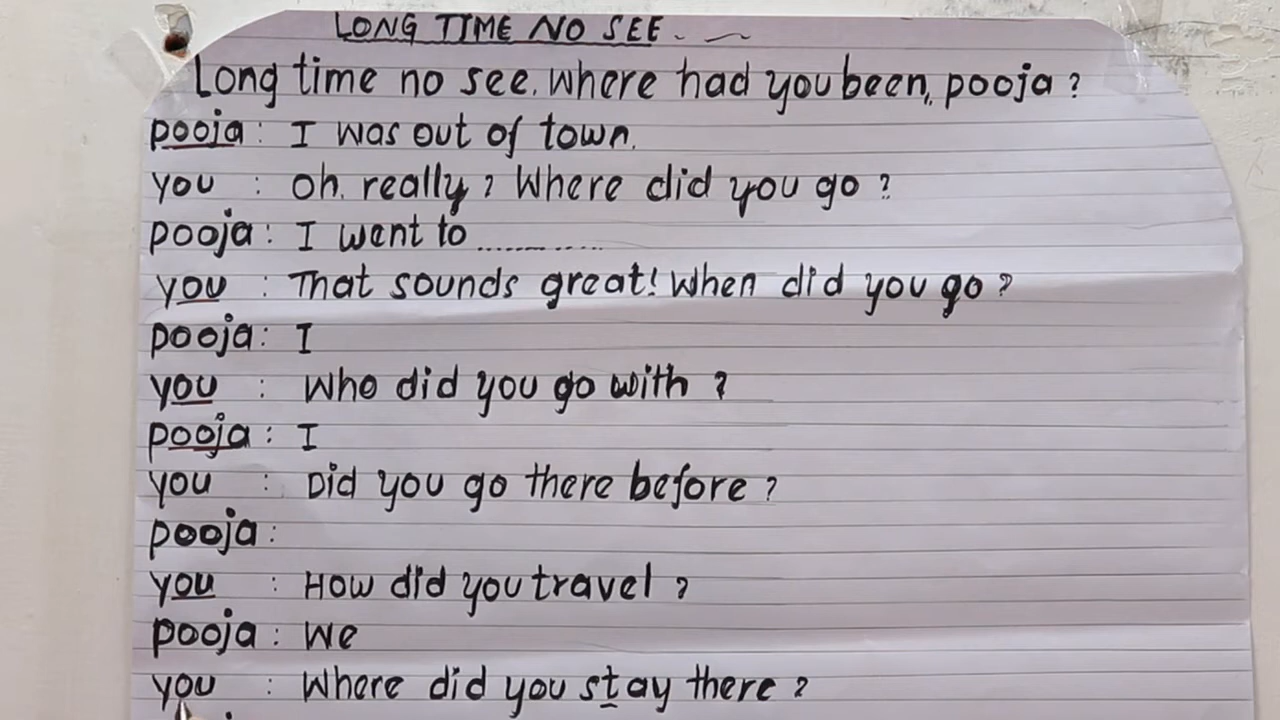 LONG TIME NO SEE.
Long time no see. Where had you been, pooja ?
pooja : I was out of town.
you : oh. really ? Where did you go ?
pooja : I went to ............
you : That sounds great! When did you go ?
pooja : I
you : Who did you go with ?
pooja : I
you : Did you go there before ?
pooja :
you : How did you travel ?
pooja : We
you : Where did you stay there ?